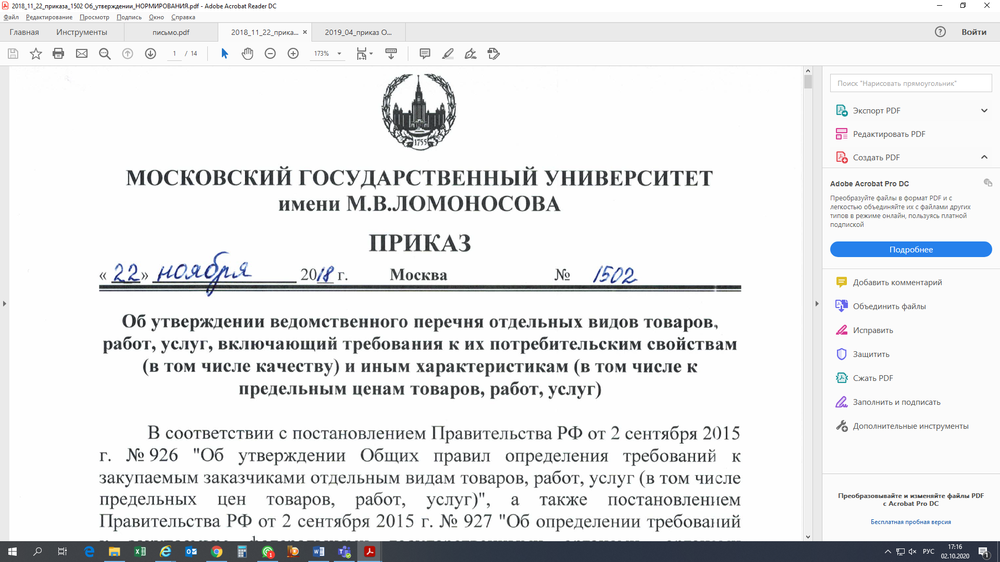 2018_11_22_приказа_1502 Об_утверждении_НОРМИРОВАНИЯ.pdf - Adobe Acrobat Reader DC
Файл Редактирование Просмотр Подпись Окно Справка
Главная Инструменты письмо.pdf 2018_11_22_прика... × 2019_04_приказ О... ? Войти
1 / 14 173%
1755
МОСКОВСКИЙ ГОСУДАРСТВЕННЫЙ УНИВЕРСИТЕТ
имени М.В.ЛОМОНОСОВА
ПРИКАЗ
« 22 » ноября 2018 г. Москва № 1502
Об утверждении ведомственного перечня отдельных видов товаров,
работ, услуг, включающий требования к их потребительским свойствам
(в том числе качеству) и иным характеристикам (в том числе к
предельным ценам товаров, работ, услуг)
В соответствии с постановлением Правительства РФ от 2 сентября 2015
г. № 926 "Об утверждении Общих правил определения требований к
закупаемым заказчиками отдельным видам товаров, работ, услуг (в том числе
предельных цен товаров, работ, услуг)", а также постановлением
Правительства РФ от 2 сентября 2015 г. № 927 "Об определении требований
Поиск "Нарисовать прямоугольник"
Экспорт PDF
Редактировать PDF
Создать PDF
Adobe Acrobat Pro DC
Преобразуйте файлы в формат PDF и с
легкостью объединяйте их с файлами других
типов в режиме онлайн, пользуясь платной
подпиской
Подробнее
Добавить комментарий
Объединить файлы
Исправить
Защитить
Сжать PDF
Заполнить и подписать
Дополнительные инструменты
Преобразовывайте и изменяйте файлы PDF
с Acrobat Pro DC
Бесплатная пробная версия
1
РУС
17:16
02.10.2020
1